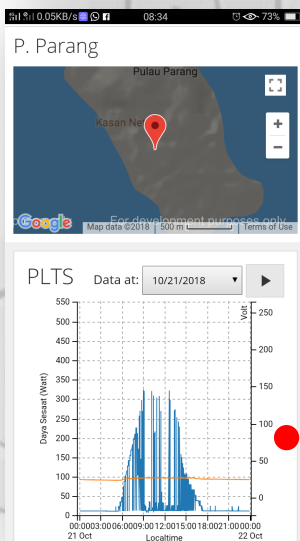 0.05KB/s 08:34 73%
P. Parang
Pulau Parang
Kasan Ne
Google
For development purposes only
Map data ©2018 500 m Terms of Use
PLTS Data at: 10/21/2018
Volt
Daya Sesaat (Watt)
550
500
450
400
350
300
250
200
150
100
50
0
250
200
150
100
50
0
00:00 03:00 06:00 09:00 12:00 15:00 18:00 21:00 00:00
21 Oct 22 Oct
Localtime